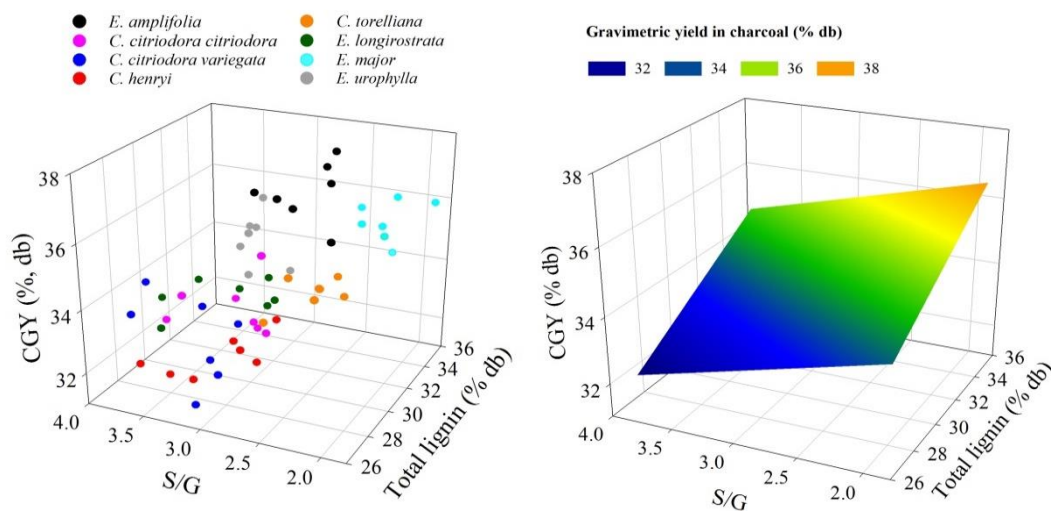 E. amplifolia
C. citriodora citriodora
C. citriodora variegata
C. henryi
C. torelliana
E. longirostrata
E. major
E. urophylla
CGY (%, db)
38
36
34
32
4.0
3.5
3.0
2.5
2.0
S/G
26
28
30
32
34
36
Total lignin (% db)
Gravimetric yield in charcoal (% db)
32 34 36 38
CGY (% db)
38
36
34
32
4.0
3.5
3.0
2.5
2.0
S/G
26
28
30
32
34
36
Total lignin (% db)